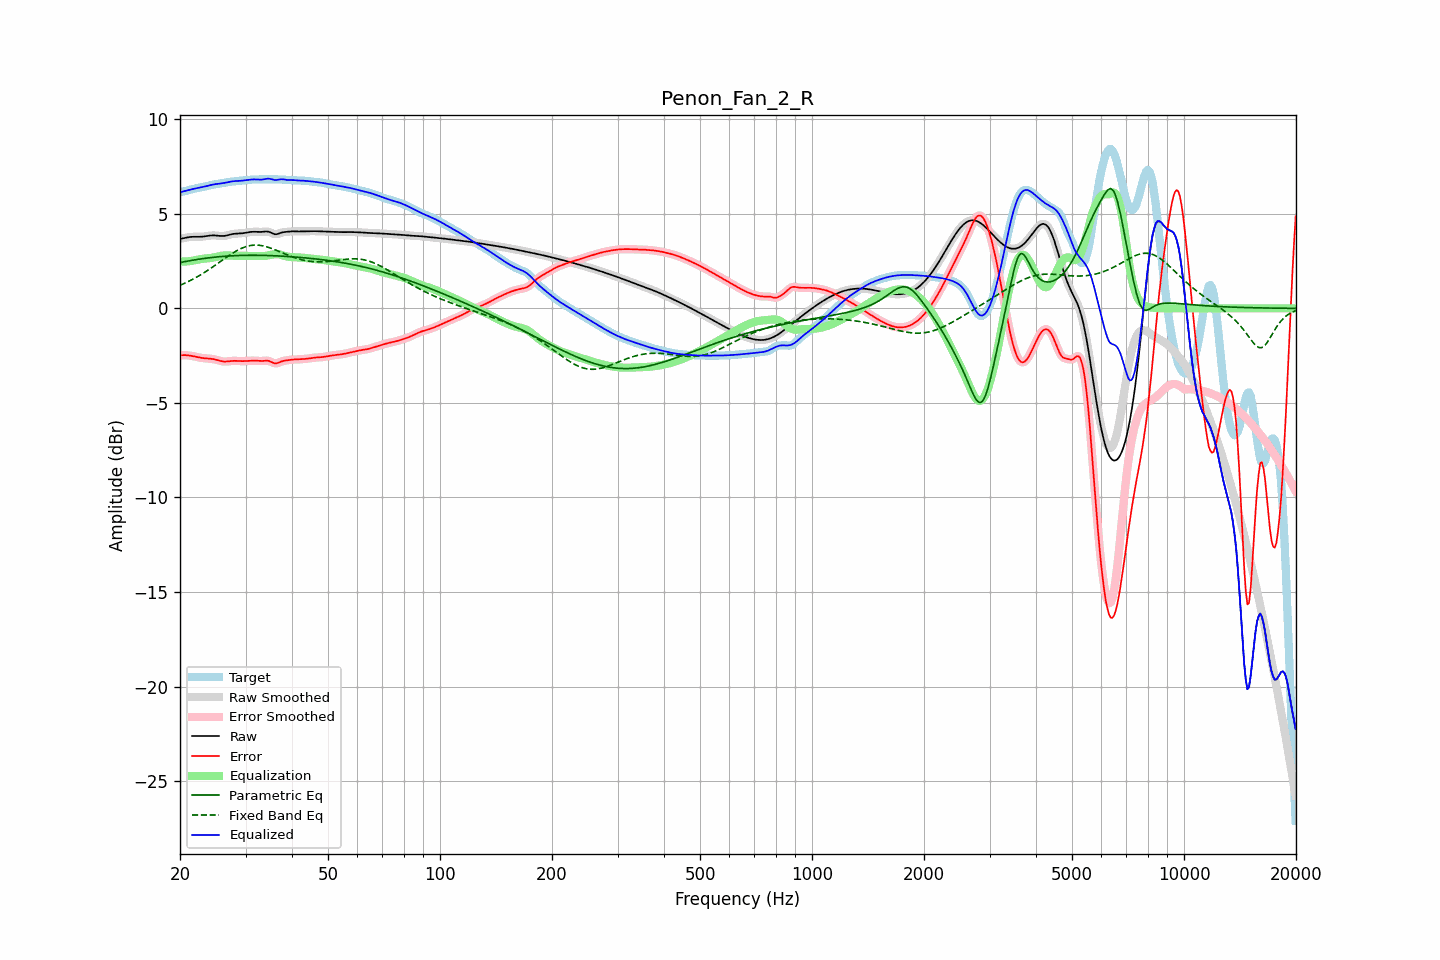 Penon_Fan_2_R
10
5
0
−5
−10
−15
−20
−25
Amplitude (dBr)
Target
Raw Smoothed
Error Smoothed
Raw
Error
Equalization
Parametric Eq
Fixed Band Eq
Equalized
20 50 100 200 500 1000 2000 5000 10000 20000
Frequency (Hz)